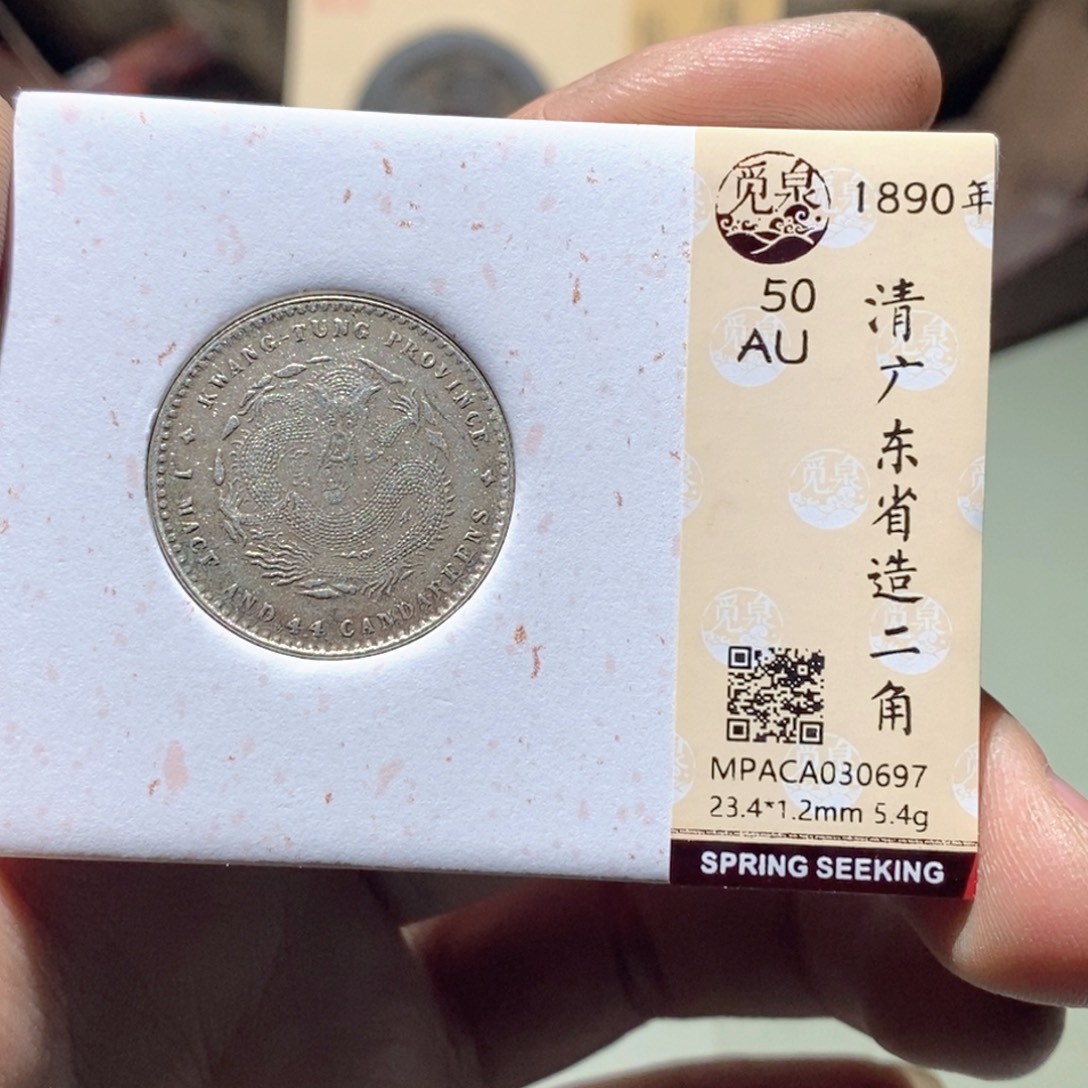 KWANG-TUNG PROVINCE
1 MACE AND 44 CANDAREENS
觅泉
1890年
50
AU
清广东省造二角
MPACA030697
23.4*1.2mm 5.4g
SPRING SEEKING